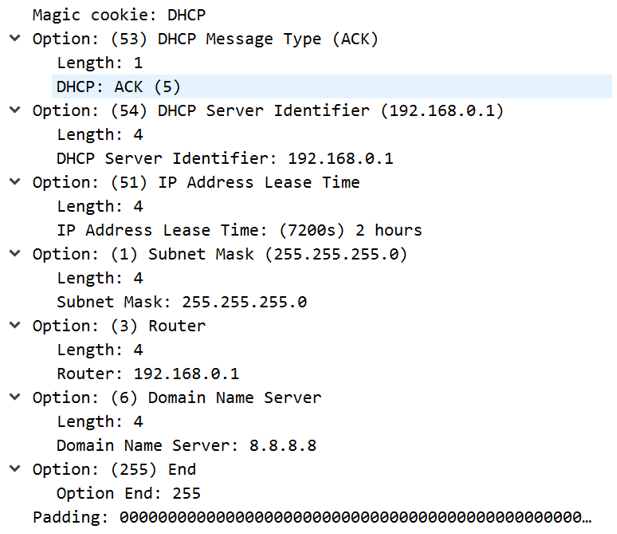 Magic cookie: DHCP
Option: (53) DHCP Message Type (ACK)
Length: 1
DHCP: ACK (5)
Option: (54) DHCP Server Identifier (192.168.0.1)
Length: 4
DHCP Server Identifier: 192.168.0.1
Option: (51) IP Address Lease Time
Length: 4
IP Address Lease Time: (7200s) 2 hours
Option: (1) Subnet Mask (255.255.255.0)
Length: 4
Subnet Mask: 255.255.255.0
Option: (3) Router
Length: 4
Router: 192.168.0.1
Option: (6) Domain Name Server
Length: 4
Domain Name Server: 8.8.8.8
Option: (255) End
Option End: 255
Padding: 000000000000000000000000000000000000000000000000…